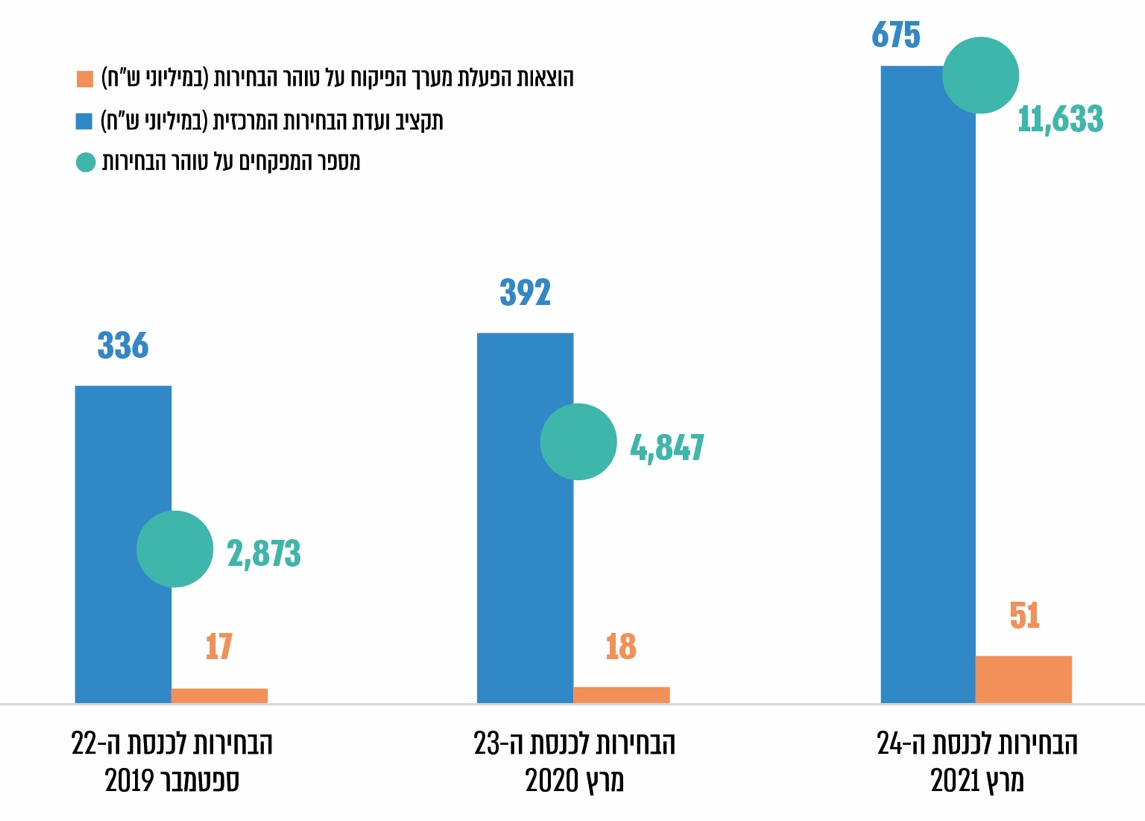 הוצאות הפעלת מערך הפיקוח על טוהר הבחירות (במיליוני ש"ח)
תקציב ועדת הבחירות המרכזית (במיליוני ש"ח)
מספר המפקחים על טוהר הבחירות
675
11,633
392
336
4,847
2,873
51
18
17
הבחירות לכנסת ה-22
ספטמבר 2019
הבחירות לכנסת ה-23
מרץ 2020
הבחירות לכנסת ה-24
מרץ 2021